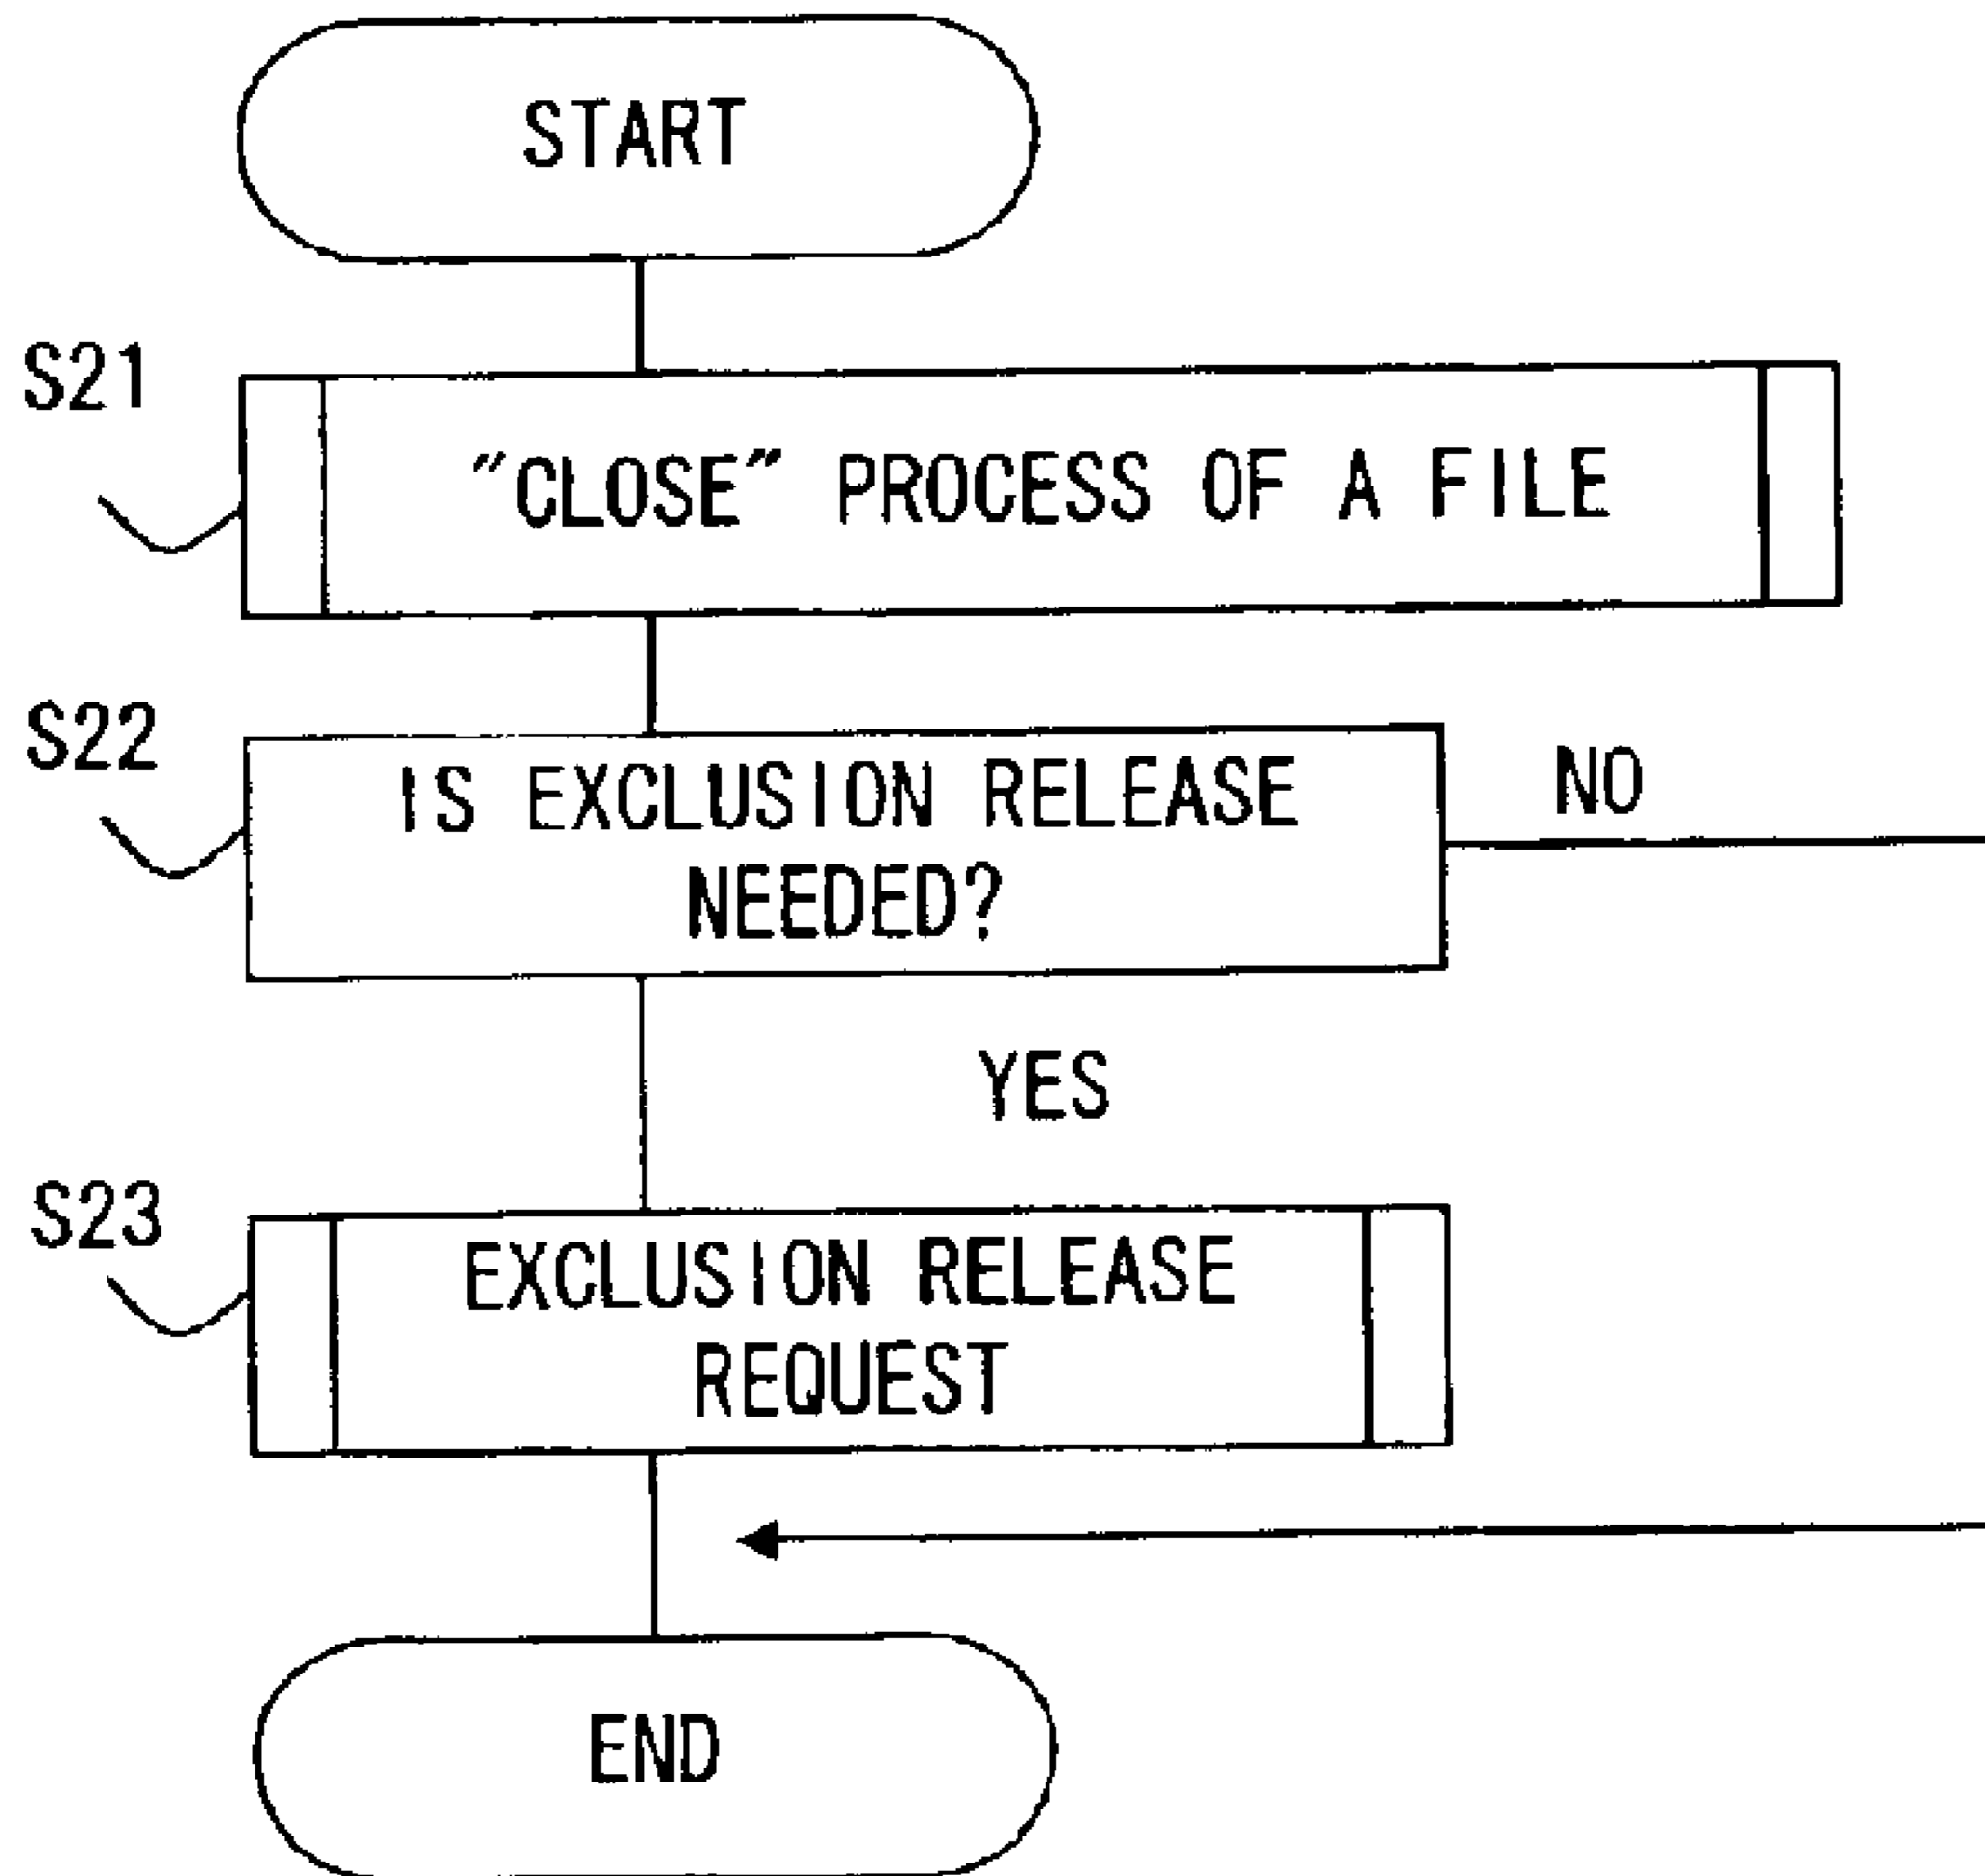 START
S21
"CLOSE" PROCESS OF A FILE
S22
IS EXCLUSION RELEASE
NEEDED?
NO
YES
S23
EXCLUSION RELEASE
REQUEST
END